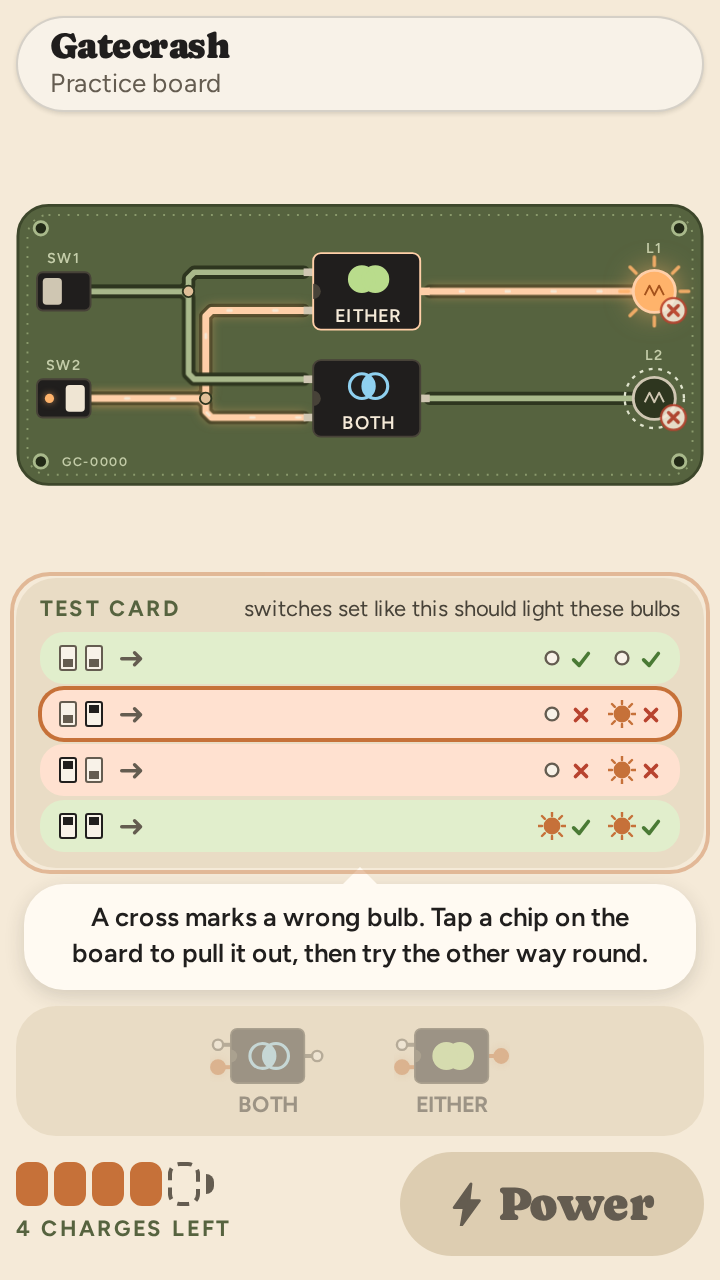 Gatecrash
Practice board
SW1
L1
EITHER
SW2
L2
BOTH
GC-0000
TEST CARD switches set like this should light these bulbs
A cross marks a wrong bulb. Tap a chip on the
board to pull it out, then try the other way round.
BOTH EITHER
4 CHARGES LEFT
Power